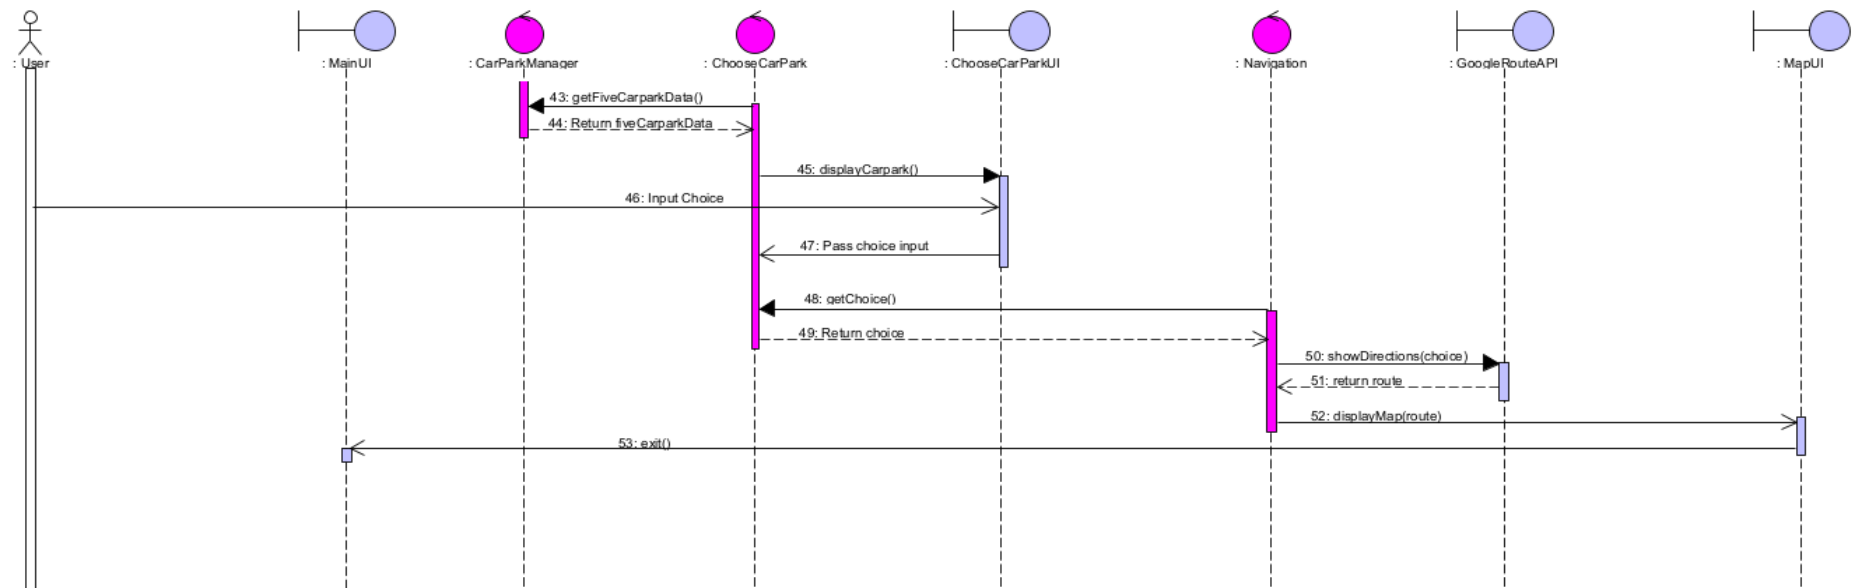 : User
: MainUI
: CarParkManager
: ChooseCarPark
: ChooseCarParkUI
: Navigation
: GoogleRouteAPI
: MapUI
43: getFiveCarparkData()
44: Return fiveCarparkData
45: displayCarpark()
46: Input Choice
47: Pass choice input
48: getChoice()
49: Return choice
50: showDirections(choice)
51: return route
52: displayMap(route)
53: exit()